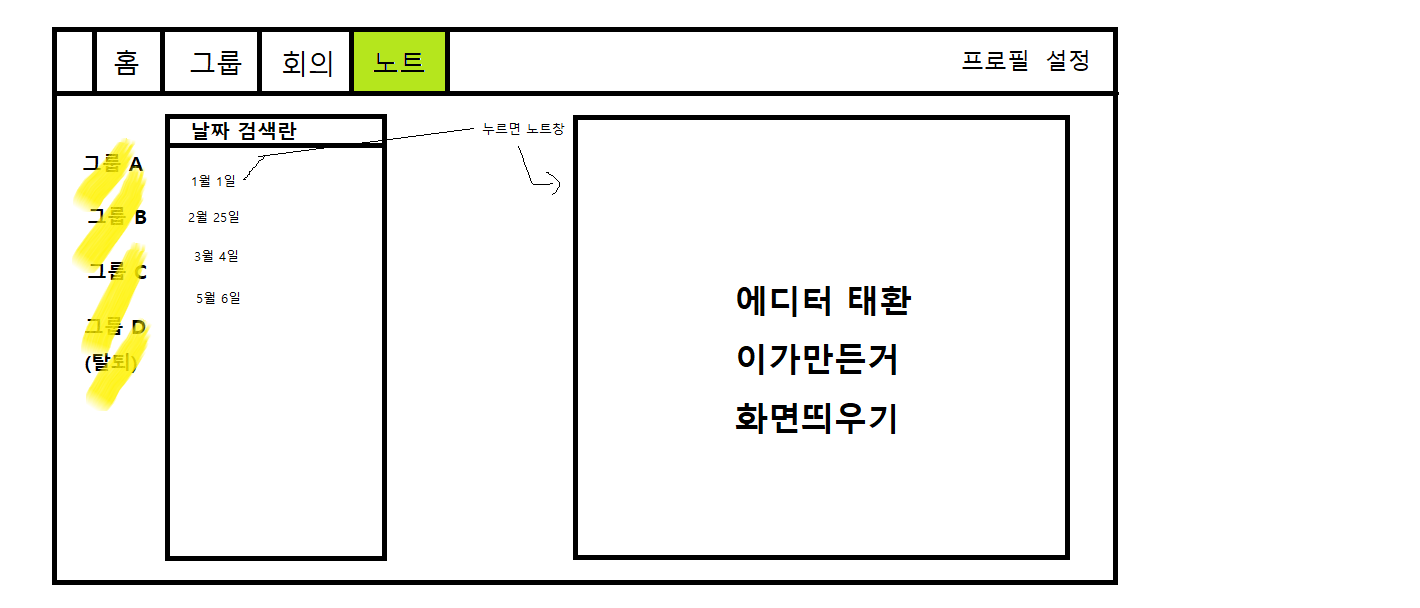 홈 그룹 회의 노트 프로필 설정
날짜 검색란
누르면 노트창
그룹 A
그룹 B
그룹 C
그룹 D
(탈퇴)
1월 1일
2월 25일
3월 4일
5월 6일
에디터 태환
이가만든거
화면띄우기